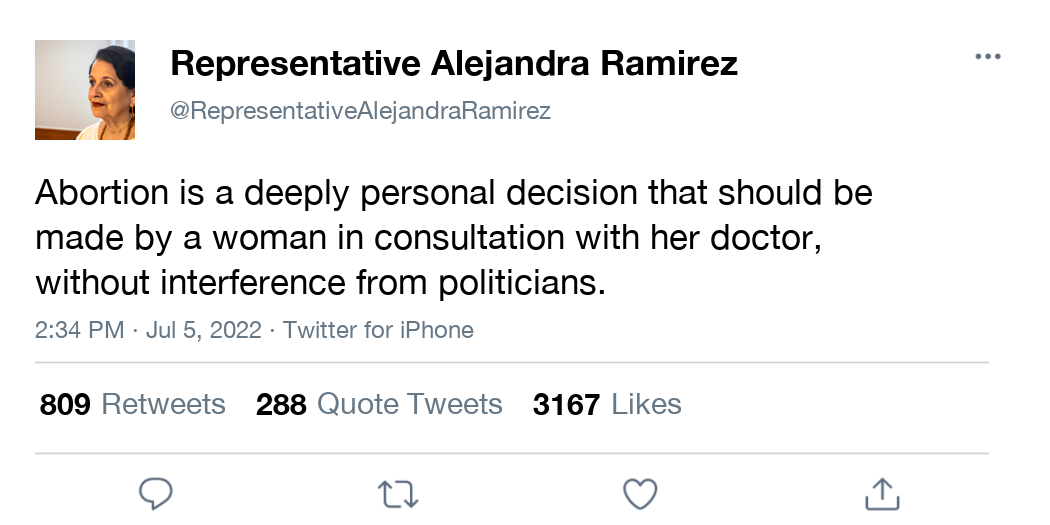 Representative Alejandra Ramirez
@RepresentativeAlejandraRamirez
Abortion is a deeply personal decision that should be
made by a woman in consultation with her doctor,
without interference from politicians.
2:34 PM · Jul 5, 2022 · Twitter for iPhone
809 Retweets 288 Quote Tweets 3167 Likes